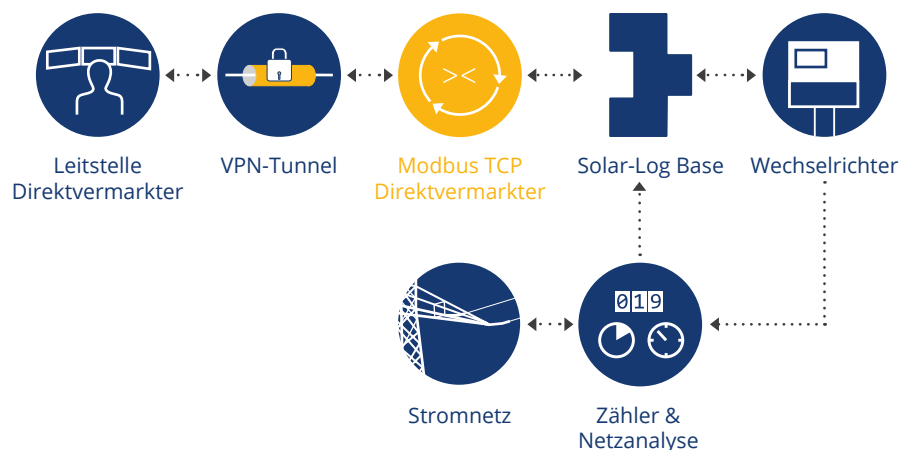 Leitstelle
Direktvermarkter
VPN-Tunnel
><
Modbus TCP
Direktvermarkter
Solar-Log Base
Wechselrichter
019
Stromnetz
Zähler &
Netzanalyse